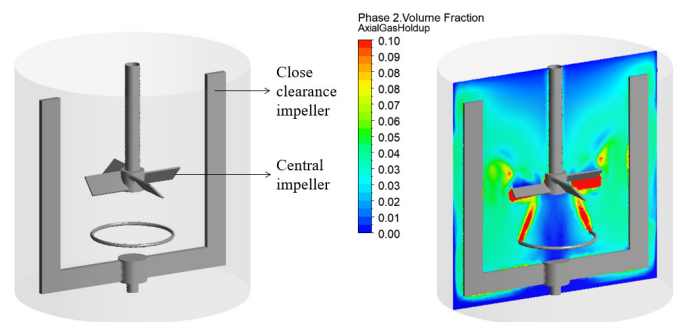 Close
clearance
impeller
Central
impeller
Phase 2.Volume Fraction
AxialGasHoldup
0.10
0.09
0.08
0.07
0.06
0.05
0.04
0.03
0.02
0.01
0.00